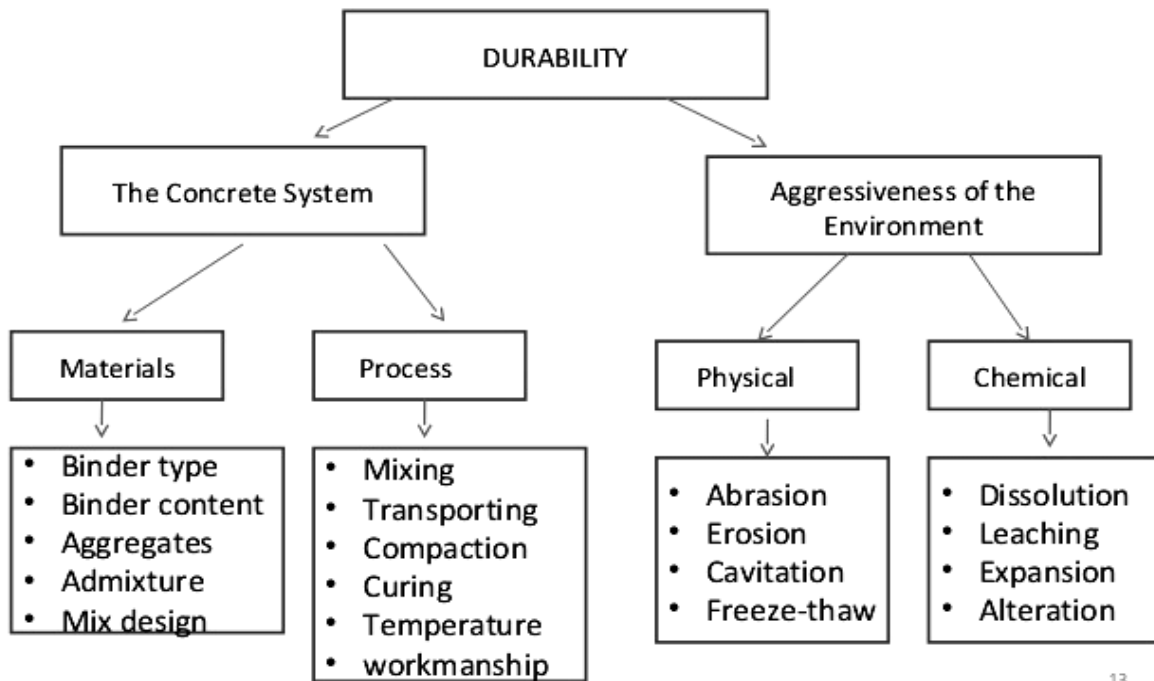 DURABILITY
The Concrete System
Aggressiveness of the
Environment
Materials
Process
Physical
Chemical
• Binder type
• Binder content
• Aggregates
• Admixture
• Mix design
• Mixing
• Transporting
• Compaction
• Curing
• Temperature
• workmanship
• Abrasion
• Erosion
• Cavitation
• Freeze-thaw
• Dissolution
• Leaching
• Expansion
• Alteration
13